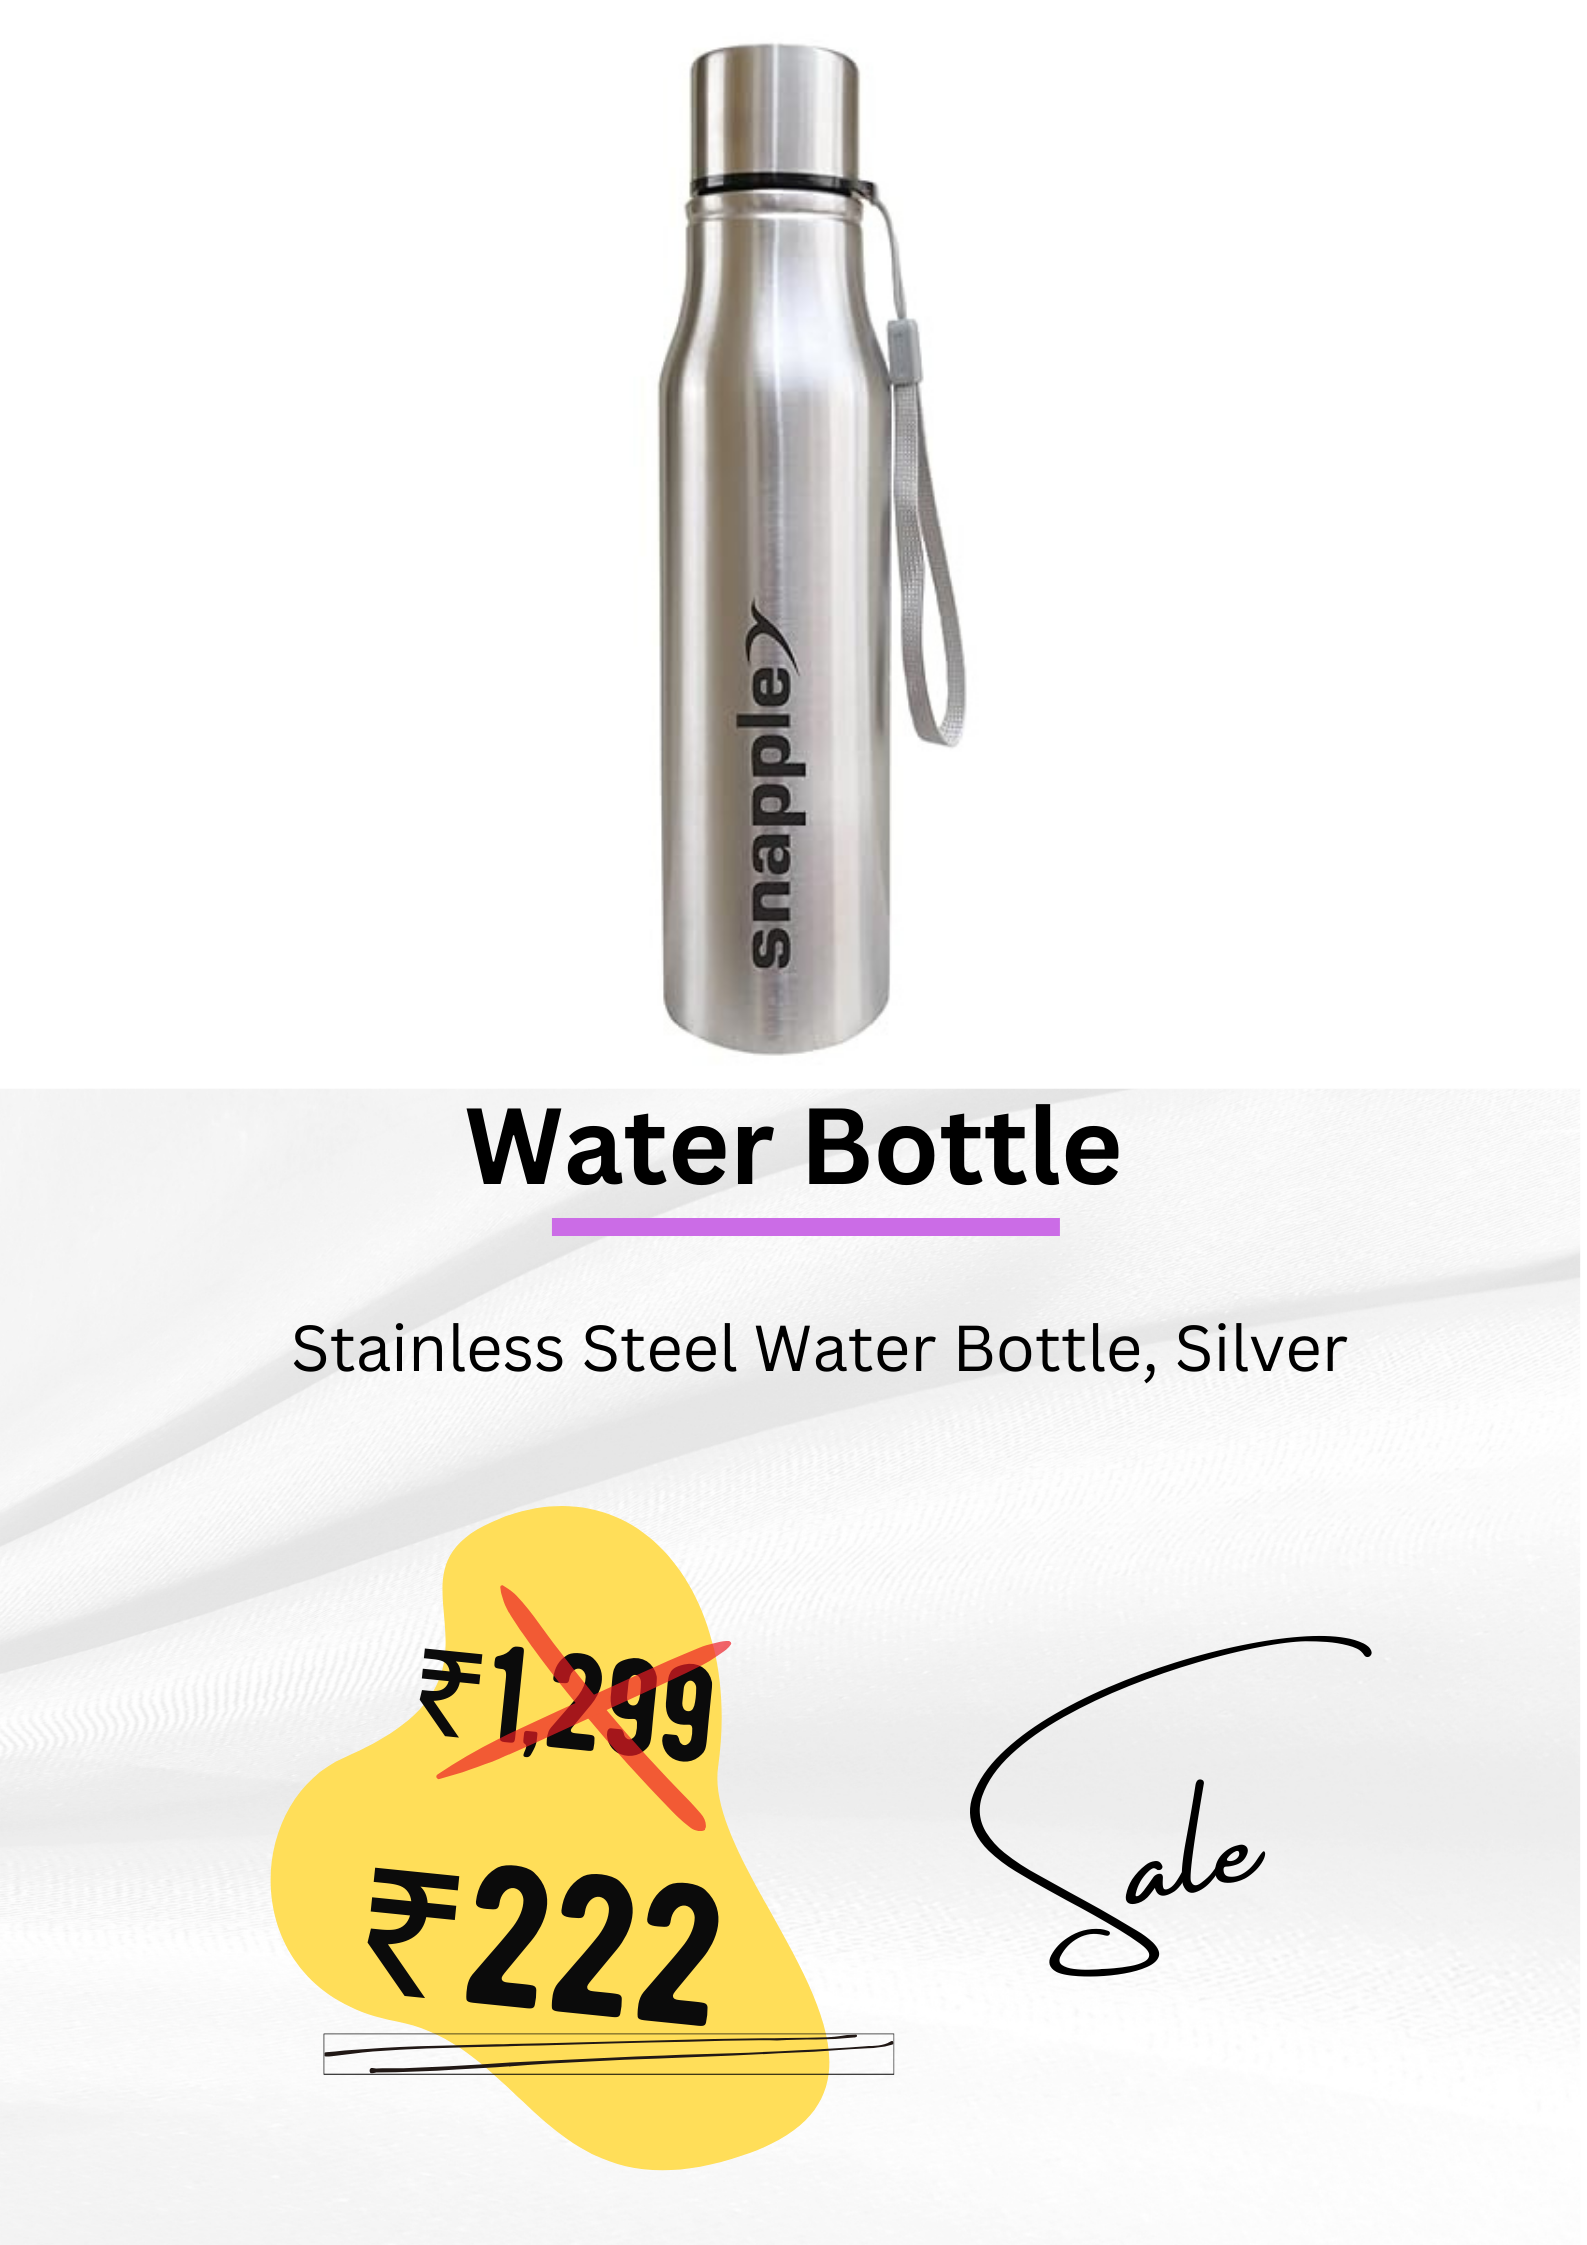 snapple
Water Bottle
Stainless Steel Water Bottle, Silver
₹1,299
₹222
Sale